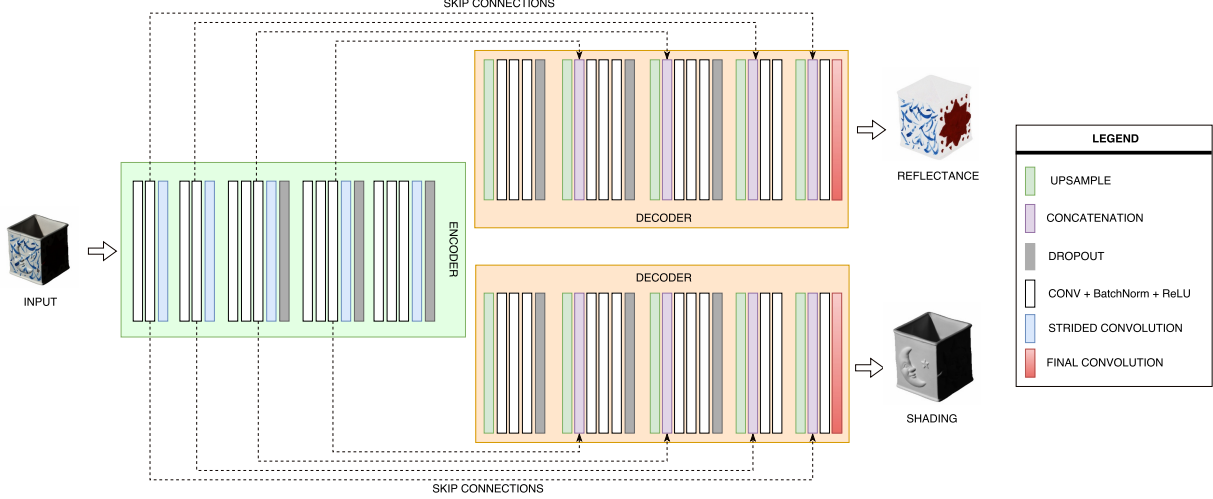 SKIP CONNECTIONS
DECODER
REFLECTANCE
ENCODER
INPUT
DECODER
SHADING
SKIP CONNECTIONS
LEGEND
UPSAMPLE
CONCATENATION
DROPOUT
CONV + BatchNorm + ReLU
STRIDED CONVOLUTION
FINAL CONVOLUTION